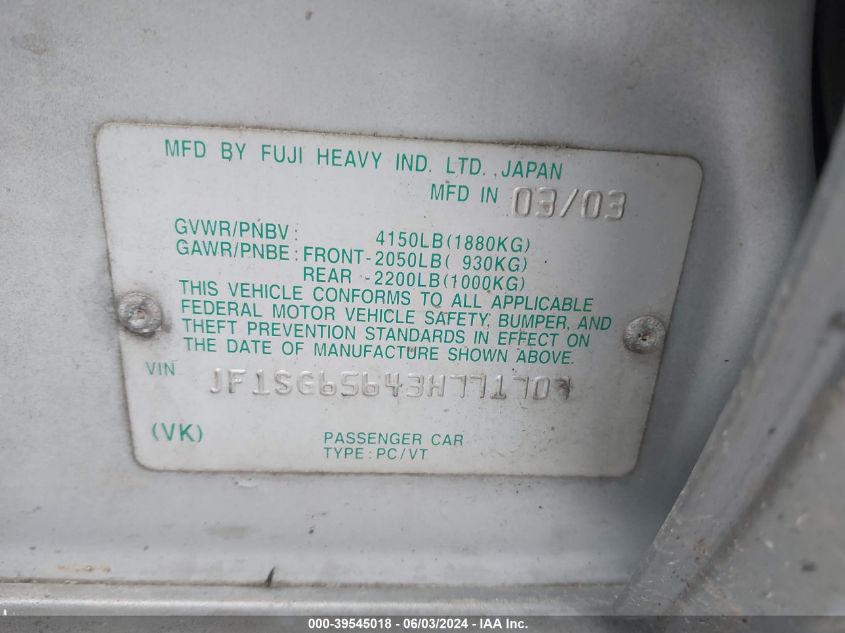 MFD BY FUJI HEAVY IND. LTD., JAPAN
MFD IN 03/03
GVWR/PNBV : 4150LB(1880KG)
GAWR/PNBE : FRONT-2050LB( 930KG)
REAR -2200LB(1000KG)
THIS VEHICLE CONFORMS TO ALL APPLICABLE
FEDERAL MOTOR VEHICLE SAFETY, BUMPER, AND
THEFT PREVENTION STANDARDS IN EFFECT ON
THE DATE OF MANUFACTURE SHOWN ABOVE.
VIN
(VK)
PASSENGER CAR
TYPE : PC/VT
000-39545018 - 06/03/2024 - IAA Inc.